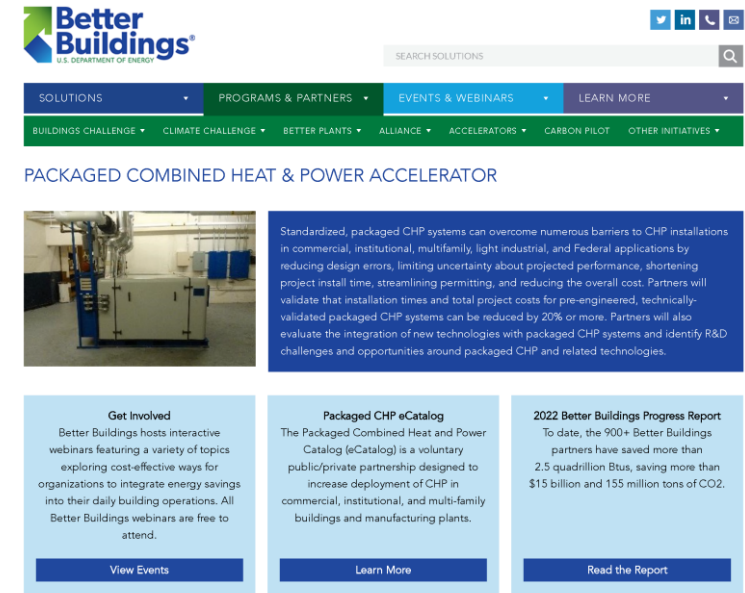 Better
Buildings®
U.S. DEPARTMENT OF ENERGY
SEARCH SOLUTIONS
SOLUTIONS
PROGRAMS & PARTNERS
EVENTS & WEBINARS
LEARN MORE
BUILDINGS CHALLENGE
CLIMATE CHALLENGE
BETTER PLANTS
ALLIANCE
ACCELERATORS
CARBON PILOT
OTHER INITIATIVES
PACKAGED COMBINED HEAT & POWER ACCELERATOR
Standardized, packaged CHP systems can overcome numerous barriers to CHP installations
in commercial, institutional, multifamily, light industrial, and Federal applications by
reducing design errors, limiting uncertainty about projected performance, shortening
project install time, streamlining permitting, and reducing the overall cost. Partners will
validate that installation times and total project costs for pre-engineered, technically-
validated packaged CHP systems can be reduced by 20% or more. Partners will also
evaluate the integration of new technologies with packaged CHP systems and identify R&D
challenges and opportunities around packaged CHP and related technologies.
Get Involved
Better Buildings hosts interactive
webinars featuring a variety of topics
exploring cost-effective ways for
organizations to integrate energy savings
into their daily building operations. All
Better Buildings webinars are free to
attend.
View Events
Packaged CHP eCatalog
The Packaged Combined Heat and Power
Catalog (eCatalog) is a voluntary
public/private partnership designed to
increase deployment of CHP in
commercial, institutional, and multi-family
buildings and manufacturing plants.
Learn More
2022 Better Buildings Progress Report
To date, the 900+ Better Buildings
partners have saved more than
2.5 quadrillion Btus, saving more than
$15 billion and 155 million tons of CO2.
Read the Report